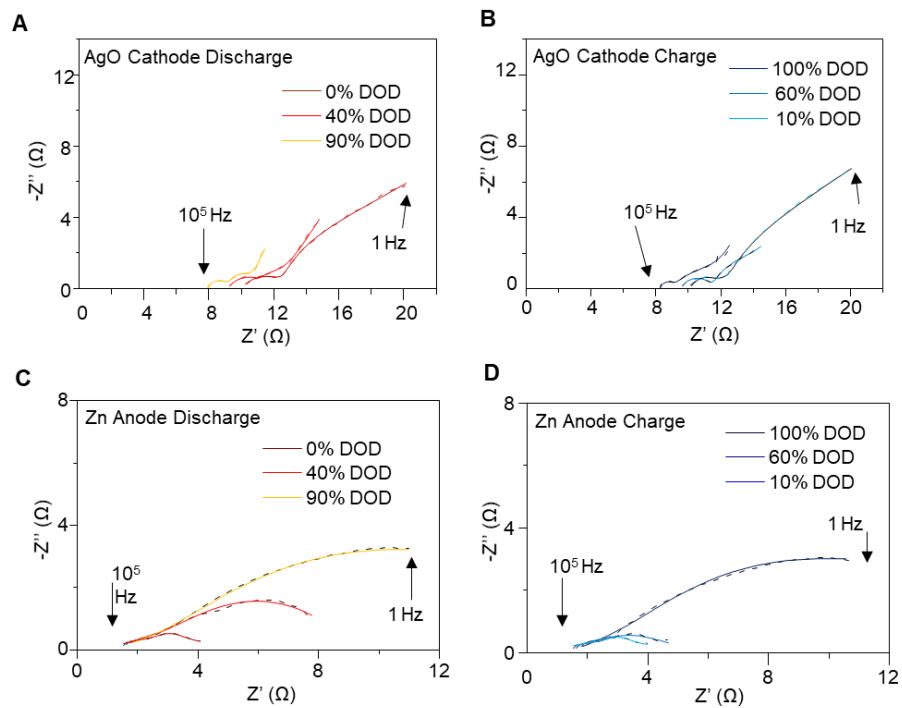 A
AgO Cathode Discharge
0% DOD
40% DOD
90% DOD
10⁵ Hz
1 Hz
-Z'' (Ω)
12
8
4
0
0 4 8 12 16 20
Z' (Ω)
B
AgO Cathode Charge
100% DOD
60% DOD
10% DOD
10⁵ Hz
1 Hz
-Z'' (Ω)
12
8
4
0
0 4 8 12 16 20
Z' (Ω)
C
Zn Anode Discharge
0% DOD
40% DOD
90% DOD
10⁵
Hz
1 Hz
-Z'' (Ω)
8
4
0
0 4 8 12
Z' (Ω)
D
Zn Anode Charge
100% DOD
60% DOD
10% DOD
10⁵ Hz
1 Hz
-Z'' (Ω)
8
4
0
0 4 8 12
Z' (Ω)